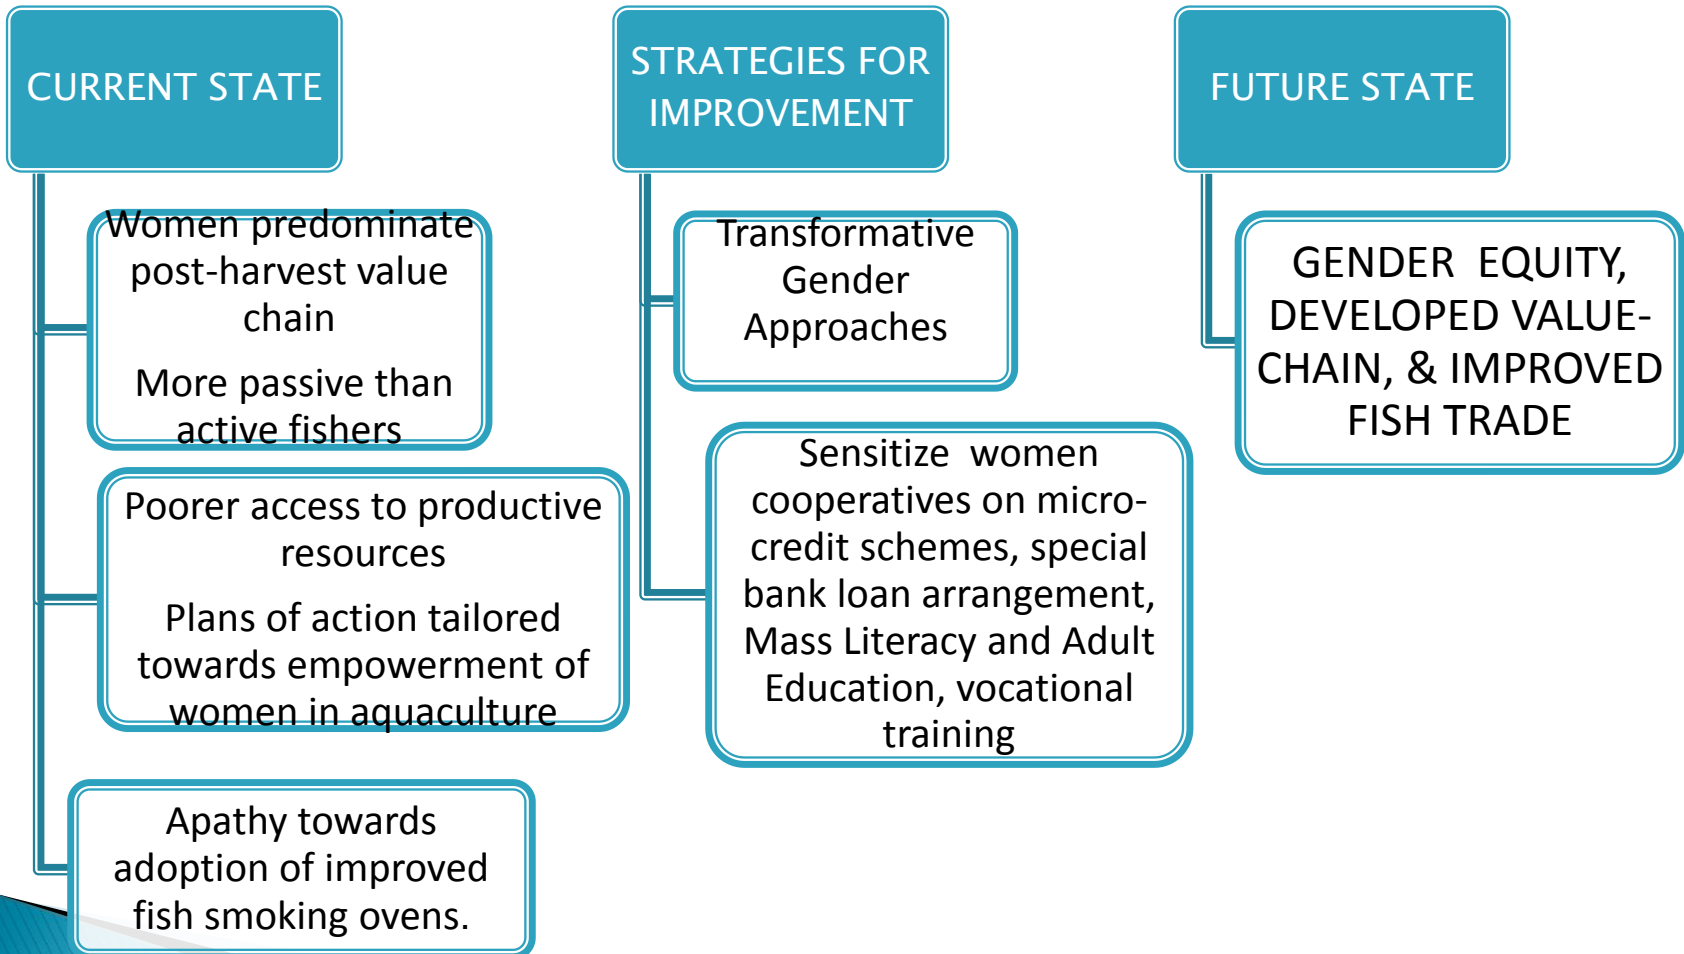 CURRENT STATE
Women predominate
post-harvest value
chain
More passive than
active fishers
Poorer access to productive
resources
Plans of action tailored
towards empowerment of
women in aquaculture
Apathy towards
adoption of improved
fish smoking ovens.
STRATEGIES FOR
IMPROVEMENT
Transformative
Gender
Approaches
Sensitize women
cooperatives on micro-
credit schemes, special
bank loan arrangement,
Mass Literacy and Adult
Education, vocational
training
FUTURE STATE
GENDER EQUITY,
DEVELOPED VALUE-
CHAIN, & IMPROVED
FISH TRADE